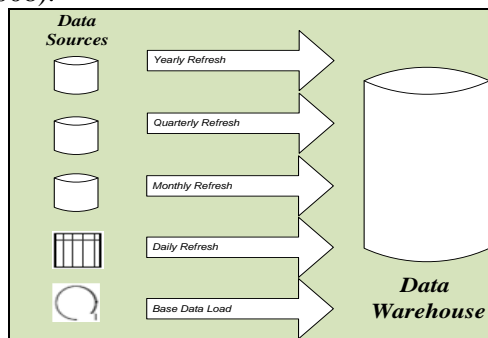 Data
Sources
Yearly Refresh
Quarterly Refresh
Monthly Refresh
Daily Refresh
Base Data Load
Data
Warehouse